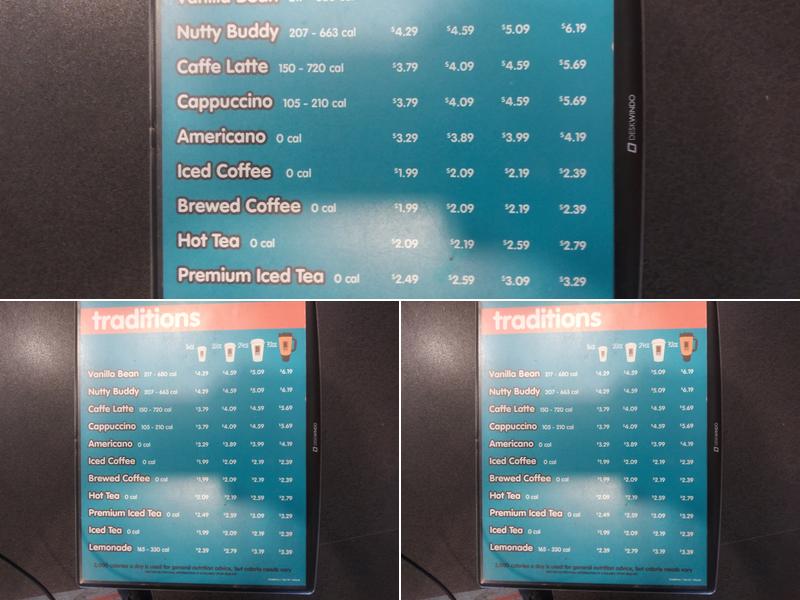 Vanilla Bean
Nutty Buddy 207 - 663 cal $4.29 $4.59 $5.09 $6.19
Caffe Latte 150 - 720 cal $3.79 $4.09 $4.59 $5.69
Cappuccino 105 - 210 cal $3.79 $4.09 $4.59 $5.69
Americano 0 cal $3.29 $3.89 $3.99 $4.19
Iced Coffee 0 cal $1.99 $2.09 $2.19 $2.39
Brewed Coffee 0 cal $1.99 $2.09 $2.19 $2.39
Hot Tea 0 cal $2.09 $2.19 $2.59 $2.79
Premium Iced Tea 0 cal $2.49 $2.59 $3.09 $3.29
DESKWINDO
traditions
Vanilla Bean 217 - 680 cal $4.29 $4.59 $5.09 $6.19
Nutty Buddy 207 - 663 cal $4.29 $4.59 $5.09 $6.19
Caffe Latte 150 - 720 cal $3.79 $4.09 $4.59 $5.69
Cappuccino 105 - 210 cal $3.79 $4.09 $4.59 $5.69
Americano 0 cal $3.29 $3.89 $3.99 $4.19
Iced Coffee 0 cal $1.99 $2.09 $2.19 $2.39
Brewed Coffee 0 cal $1.99 $2.09 $2.19 $2.39
Hot Tea 0 cal $2.09 $2.19 $2.59 $2.79
Premium Iced Tea 0 cal $2.49 $2.59 $3.09 $3.29
Iced Tea 0 cal $1.99 $2.09 $2.19 $2.39
Lemonade 165 - 330 cal $2.39 $2.79 $3.19 $3.39
2,000 calories a day is used for general nutrition advice, but calorie needs vary
DESKWINDO
traditions
Vanilla Bean 217 - 680 cal $4.29 $4.59 $5.09 $6.19
Nutty Buddy 207 - 663 cal $4.29 $4.59 $5.09 $6.19
Caffe Latte 150 - 720 cal $3.79 $4.09 $4.59 $5.69
Cappuccino 105 - 210 cal $3.79 $4.09 $4.59 $5.69
Americano 0 cal $3.29 $3.89 $3.99 $4.19
Iced Coffee 0 cal $1.99 $2.09 $2.19 $2.39
Brewed Coffee 0 cal $1.99 $2.09 $2.19 $2.39
Hot Tea 0 cal $2.09 $2.19 $2.59 $2.79
Premium Iced Tea 0 cal $2.49 $2.59 $3.09 $3.29
Iced Tea 0 cal $1.99 $2.09 $2.19 $2.39
Lemonade 165 - 330 cal $2.39 $2.79 $3.19 $3.39
2,000 calories a day is used for general nutrition advice, but calorie needs vary
DESKWINDO